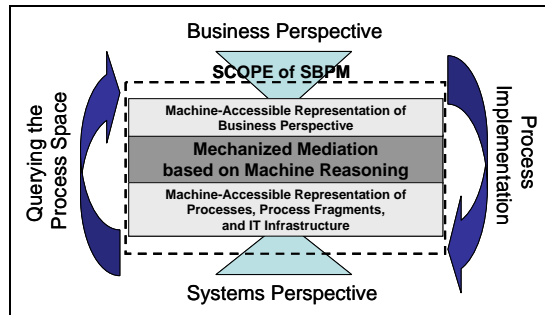 Business Perspective
SCOPE of SBPM
Machine-Accessible Representation of
Business Perspective
Mechanized Mediation
based on Machine Reasoning
Machine-Accessible Representation of
Processes, Process Fragments,
and IT Infrastructure
Systems Perspective
Querying the
Process Space
Process
Implementation